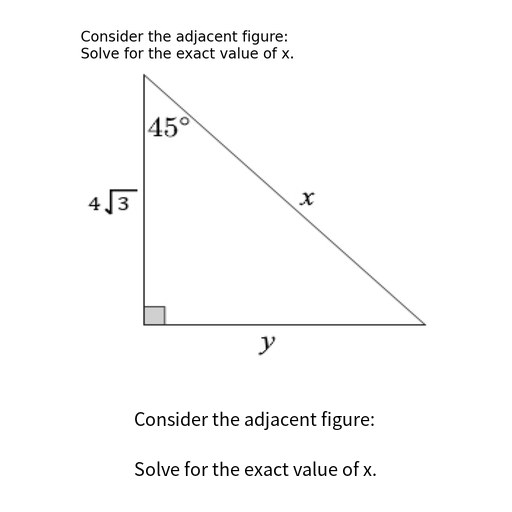 Consider the adjacent figure:
Solve for the exact value of x.
45°
4√3
x
y
Consider the adjacent figure:
Solve for the exact value of x.